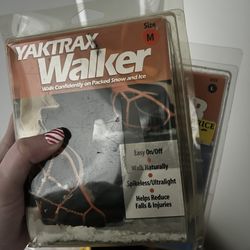 YAKTRAX
Walker
Walk Confidently on Packed Snow and Ice
Size
M
Easy On/Off
Walk Naturally
Spikeless/Ultralight
Helps Reduce
Falls & Injuries
R
ICE
L